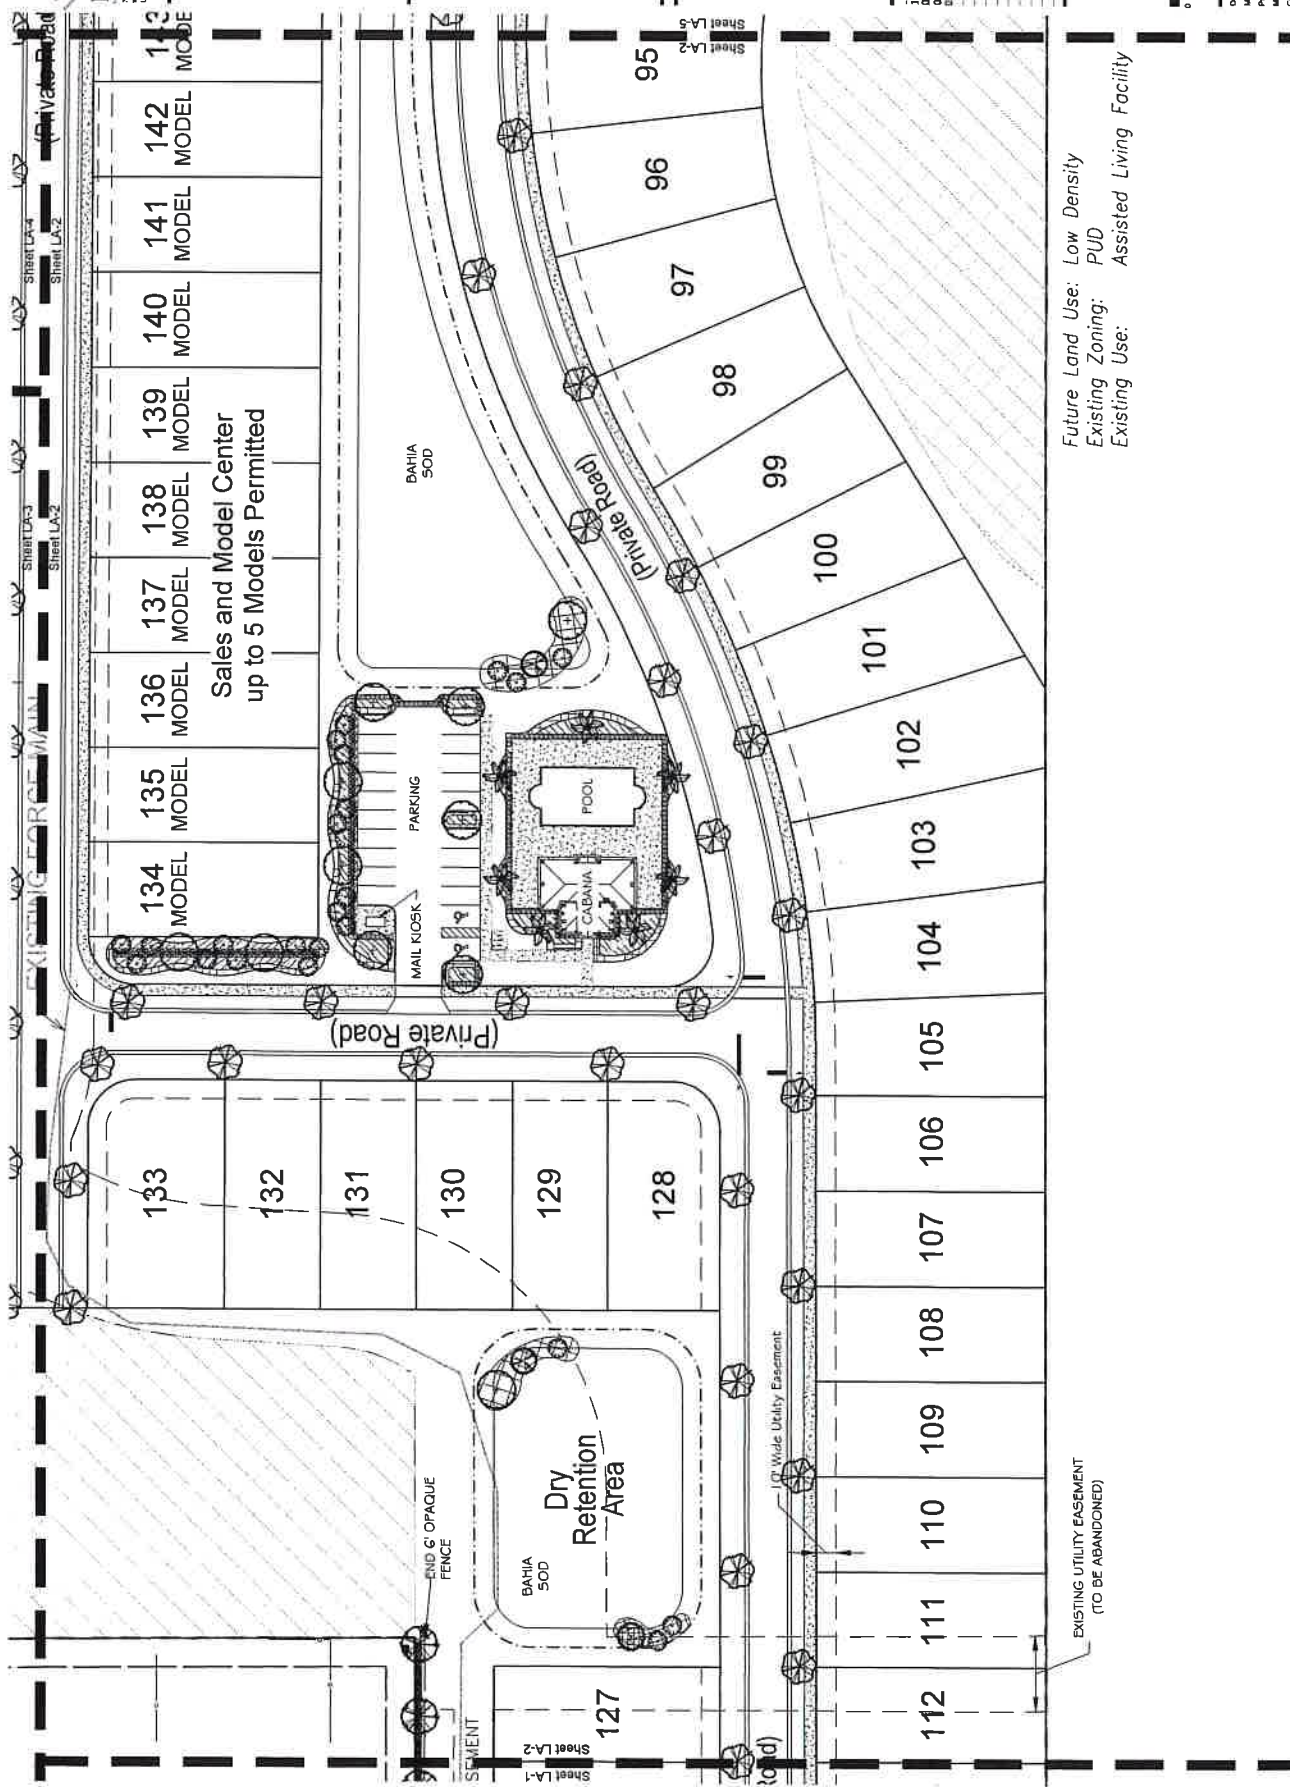 Sheet LA-5
Sheet LA-2
(Private Road
143
MODE
142
MODEL
141
MODEL
140
MODEL
139
MODEL
138
MODEL
137
MODEL
136
MODEL
135
MODEL
134
MODEL
Sheet LA-4
Sheet LA-2
Sheet LA-3
Sheet LA-2
Sales and Model Center
up to 5 Models Permitted
EXISTING FORCE MAIN
BAHIA
SOD
(Private Road)
95
96
97
98
99
100
101
102
103
104
105
106
107
108
109
110
111
112
Future Land Use: Low Density
Existing Zoning: PUD
Existing Use: Assisted Living Facility
PARKING
MAIL KIOSK
POOL
CABANA
(Private Road)
133
132
131
130
129
128
127
Dry
Retention
Area
BAHIA
SOD
END 6' OPAQUE
FENCE
10' Wide Utility Easement
EXISTING UTILITY EASEMENT
(TO BE ABANDONED)
SEMENT
Sheet LA-2
Sheet LA-1
Road)